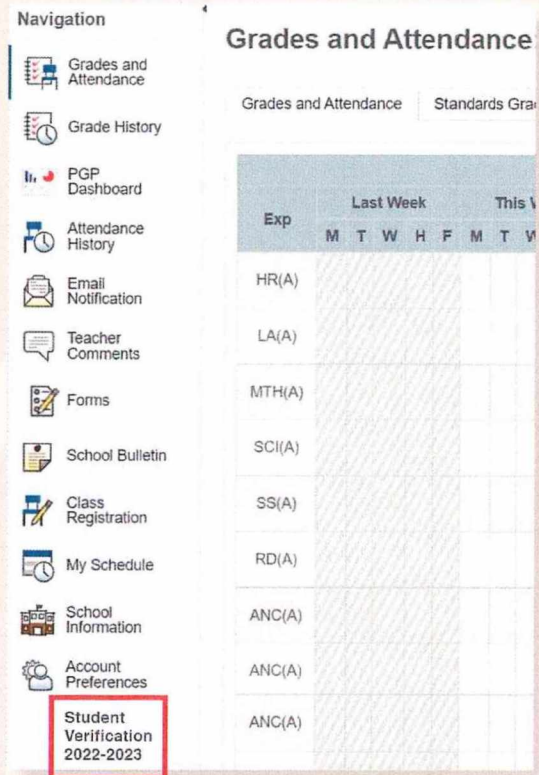 Navigation
Grades and
Attendance
Grade History
PGP
Dashboard
Attendance
History
Email
Notification
Teacher
Comments
Forms
School Bulletin
Class
Registration
My Schedule
School
Information
Account
Preferences
Student
Verification
2022-2023
Grades and Attendance:
Grades and Attendance Standards
Exp Last Week This
M T W H F M T
HR(A)
LA(A)
MTH(A)
SCI(A)
SS(A)
RD(A)
ANC(A)
ANC(A)
ANC(A)